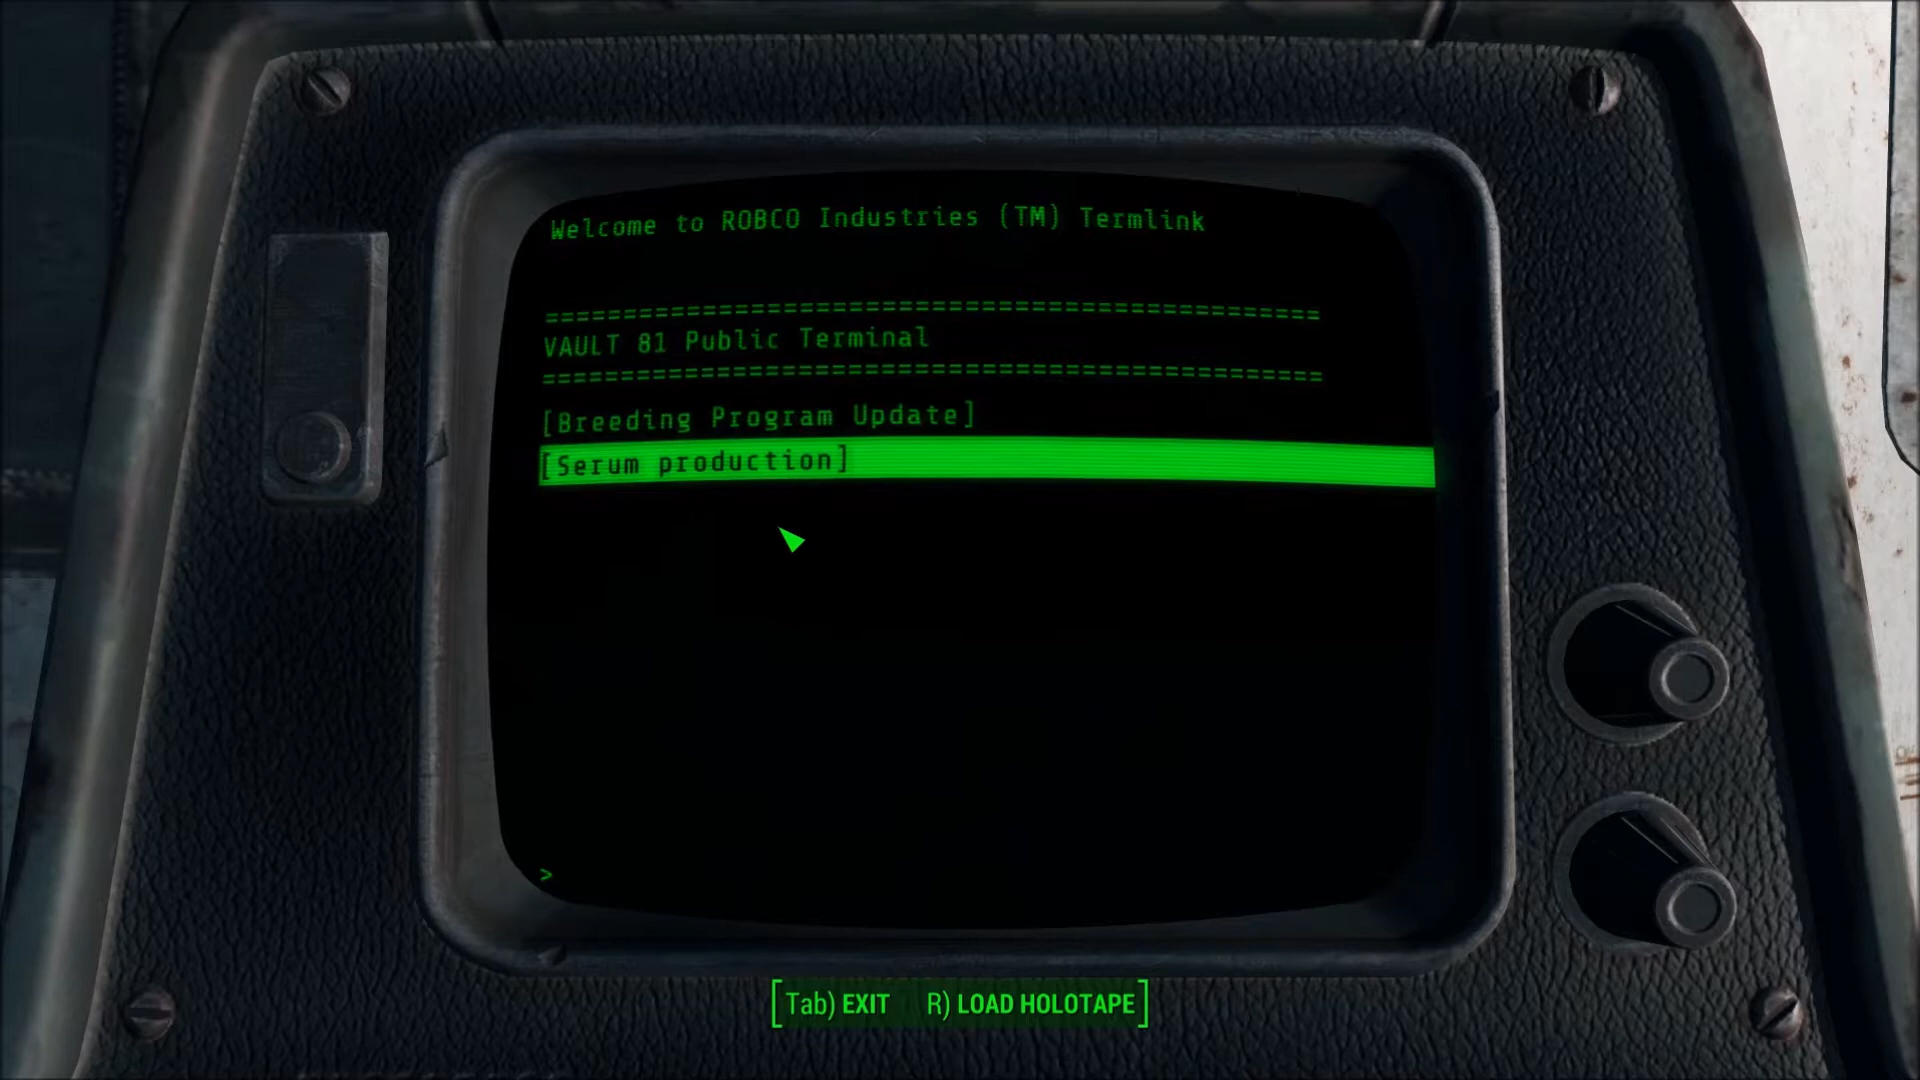 Welcome to ROBCO Industries (TM) Termlink
==================================================
VAULT 81 Public Terminal
==================================================
[Breeding Program Update]
[Serum production]
>
[Tab) EXIT R) LOAD HOLOTAPE]